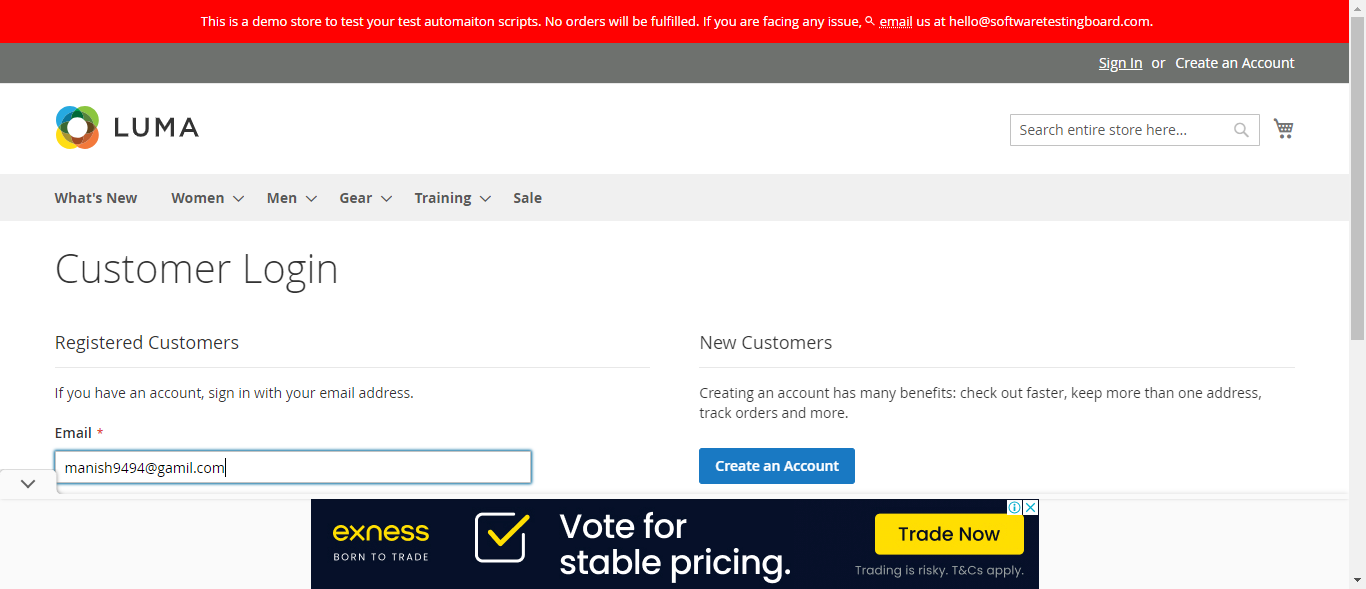 This is a demo store to test your test automaiton scripts. No orders will be fulfilled. If you are facing any issue, email us at hello@softwaretestingboard.com.
Sign In or Create an Account
LUMA
Search entire store here...
What's New Women Men Gear Training Sale
Customer Login
Registered Customers
If you have an account, sign in with your email address.
Email *
manish9494@gamil.com
New Customers
Creating an account has many benefits: check out faster, keep more than one address,
track orders and more.
Create an Account
exness
BORN TO TRADE
Vote for
stable pricing.
Trade Now
Trading is risky. T&Cs apply.